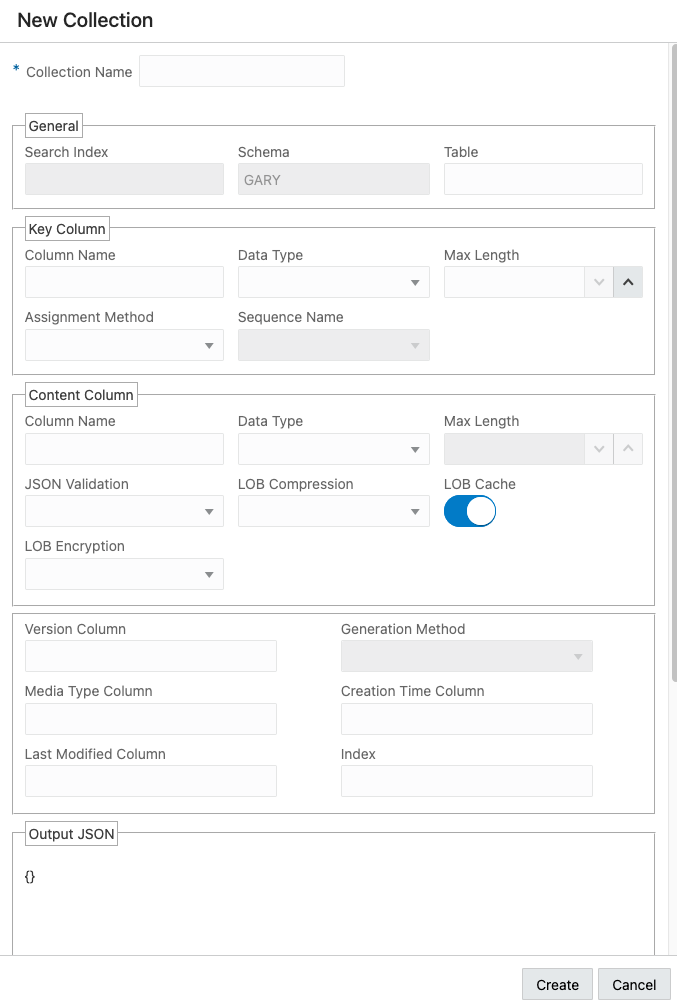 New Collection
* Collection Name
General
Search Index Schema Table
GARY
Key Column
Column Name Data Type Max Length
Assignment Method Sequence Name
Content Column
Column Name Data Type Max Length
JSON Validation LOB Compression LOB Cache
LOB Encryption
Version Column Generation Method
Media Type Column Creation Time Column
Last Modified Column Index
Output JSON
{}
Create Cancel